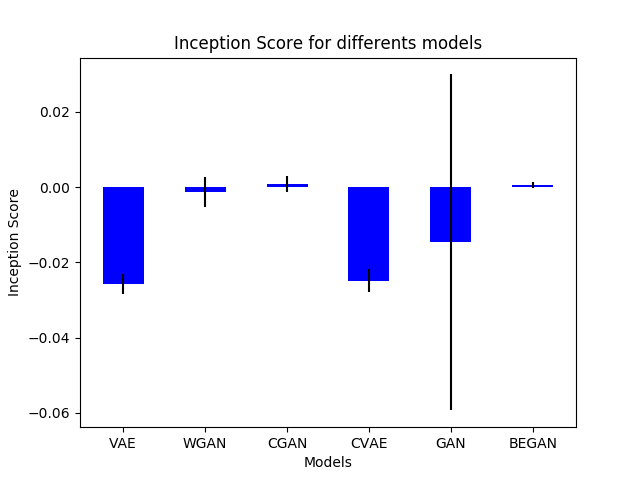 Inception Score for differents models
0.02
0.00
−0.02
−0.04
−0.06
Inception Score
VAE WGAN CGAN CVAE GAN BEGAN
Models